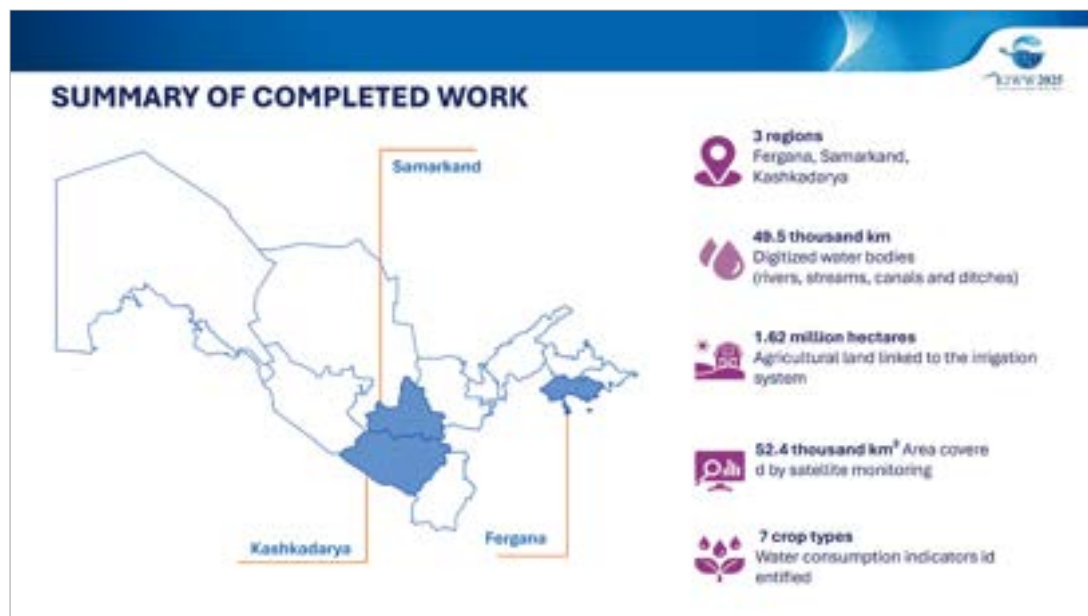 KIWW 2025
SUMMARY OF COMPLETED WORK
Samarkand
Kashkadarya
Fergana
3 regions
Fergana, Samarkand,
Kashkadarya
49.5 thousand km
Digitized water bodies
(rivers, streams, canals and ditches)
1.62 million hectares
Agricultural land linked to the irrigation
system
52.4 thousand km² Area covere
d by satellite monitoring
7 crop types
Water consumption indicators id
entified